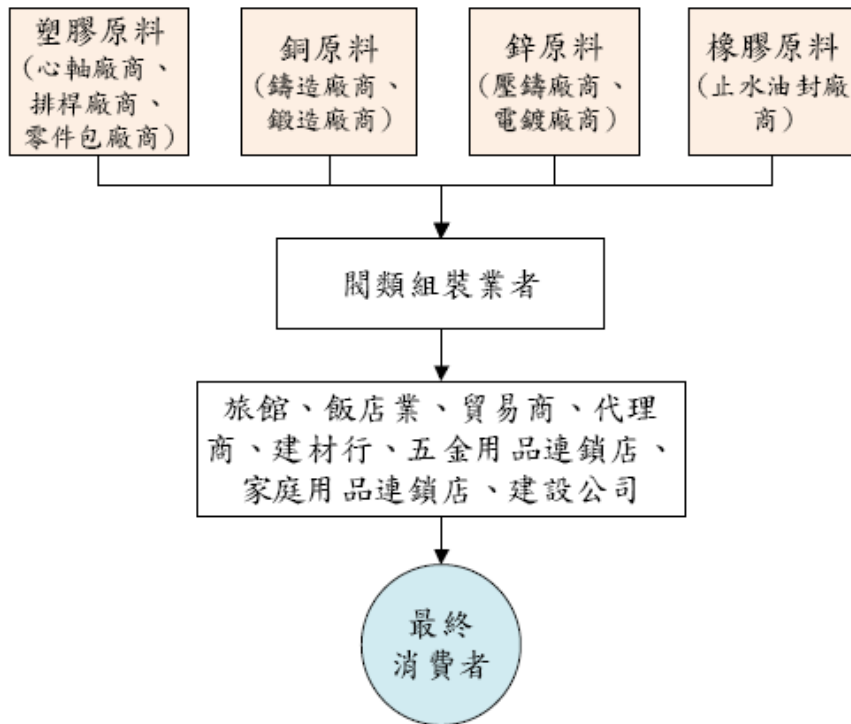 塑膠原料
（心軸廠商、
排桿廠商、
零件包廠商）
銅原料
（鑄造廠商、
鍛造廠商）
鋅原料
（壓鑄廠商、
電鍍廠商）
橡膠原料
（止水油封廠
商）
閥類組裝業者
旅館、飯店業、貿易商、代理
商、建材行、五金用品連鎖店、
家庭用品連鎖店、建設公司
最終
消費者